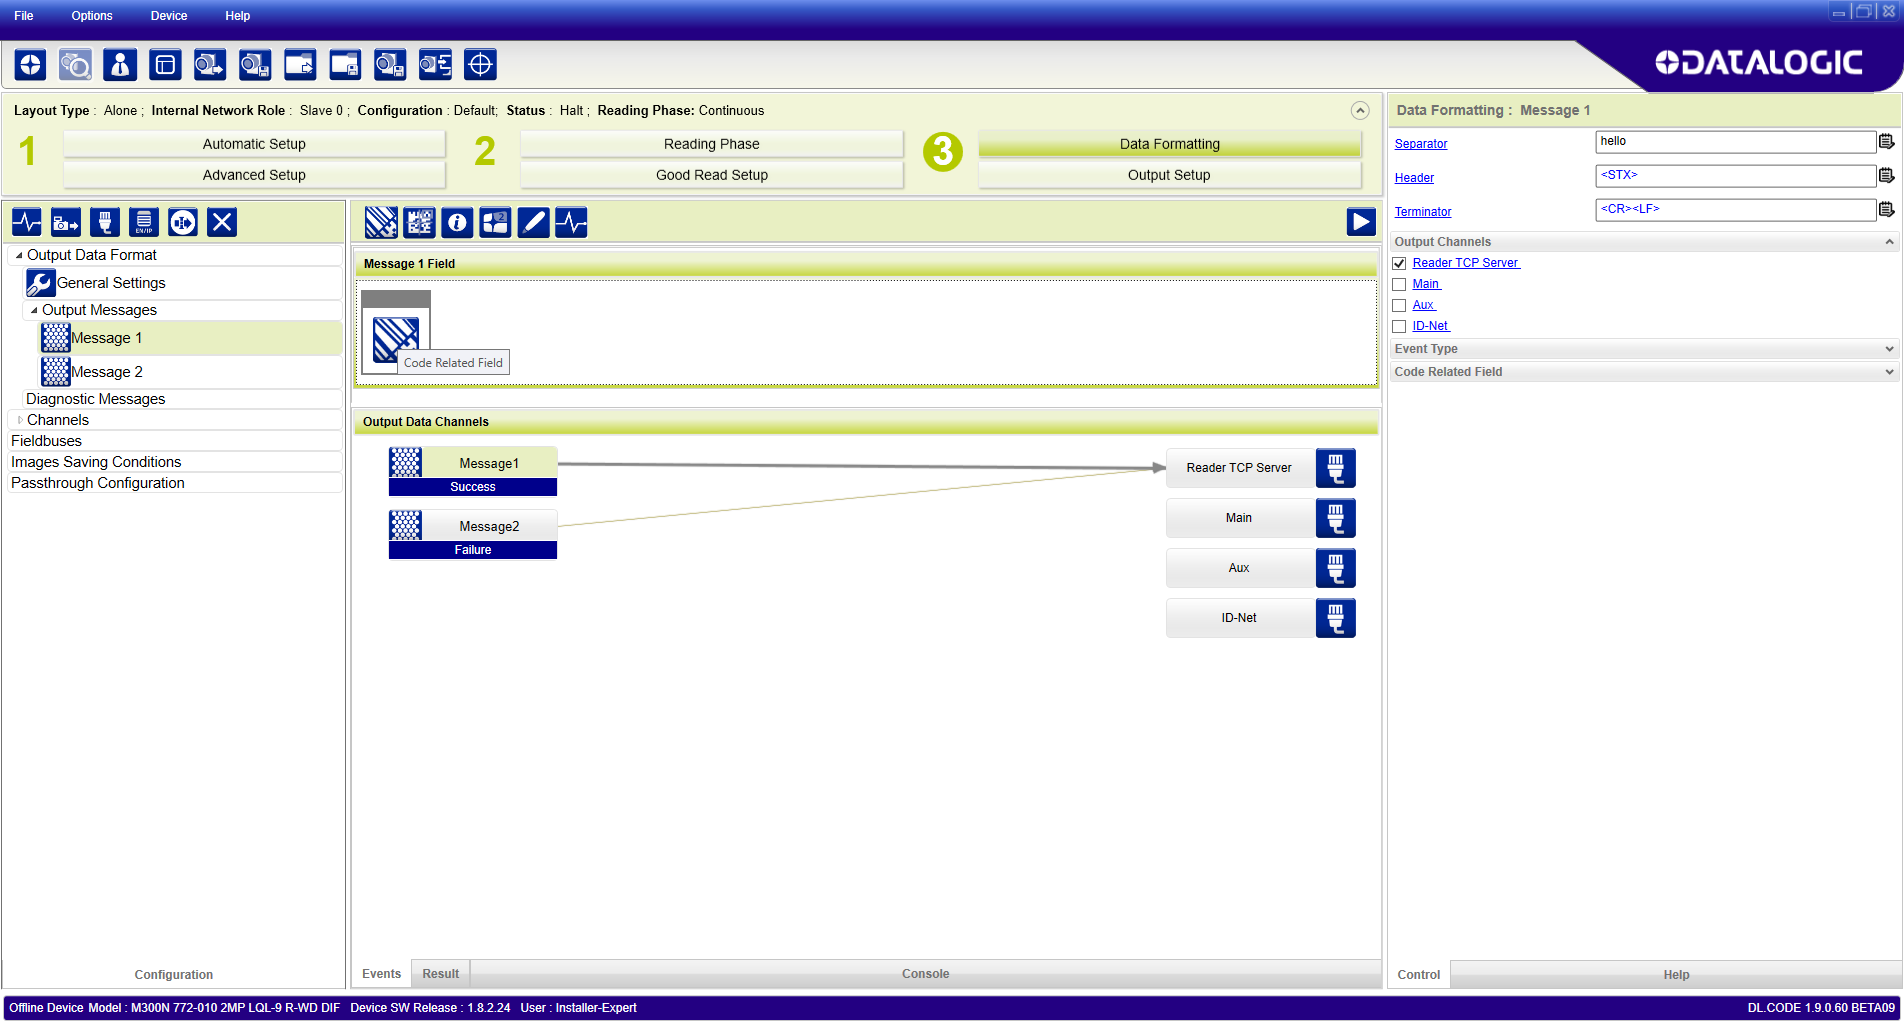 File Options Device Help
DATALOGIC
Layout Type : Alone ; Internal Network Role : Slave 0 ; Configuration : Default; Status : Halt ; Reading Phase: Continuous
1 Automatic Setup 2 Reading Phase 3 Data Formatting
Advanced Setup Good Read Setup Output Setup
EN/IP
Output Data Format
General Settings
Output Messages
Message 1
Message 2
Diagnostic Messages
Channels
Fieldbuses
Images Saving Conditions
Passthrough Configuration
Configuration
Message 1 Field
Code Related Field
Output Data Channels
Message1
Success
Message2
Failure
Reader TCP Server
Main
Aux
ID-Net
Events Result Console
Data Formatting : Message 1
Separator hello
Header <STX>
Terminator <CR><LF>
Output Channels
Reader TCP Server
Main
Aux
ID-Net
Event Type
Code Related Field
Control Help
Offline Device Model : M300N 772-010 2MP LQL-9 R-WD DIF Device SW Release : 1.8.2.24 User : Installer-Expert DL.CODE 1.9.0.60 BETA09